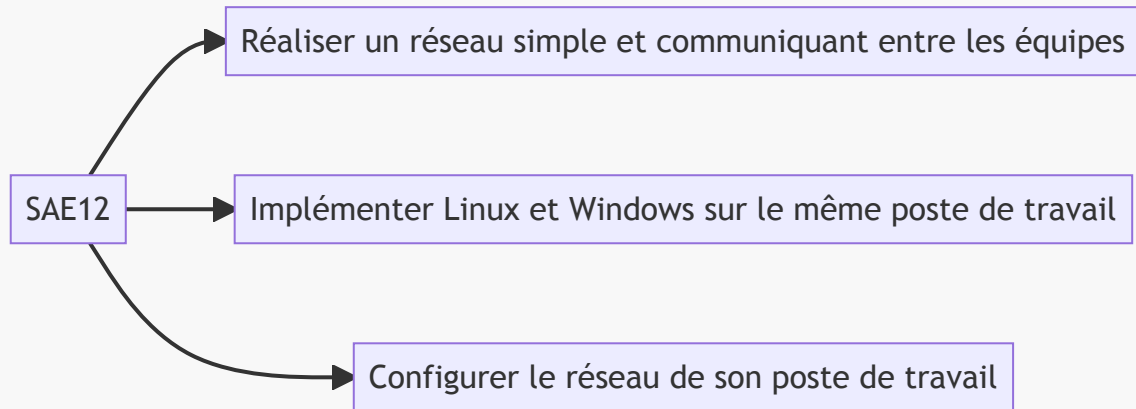 Réaliser un réseau simple et communiquant entre les équipes
SAE12
Implémenter Linux et Windows sur le même poste de travail
Configurer le réseau de son poste de travail